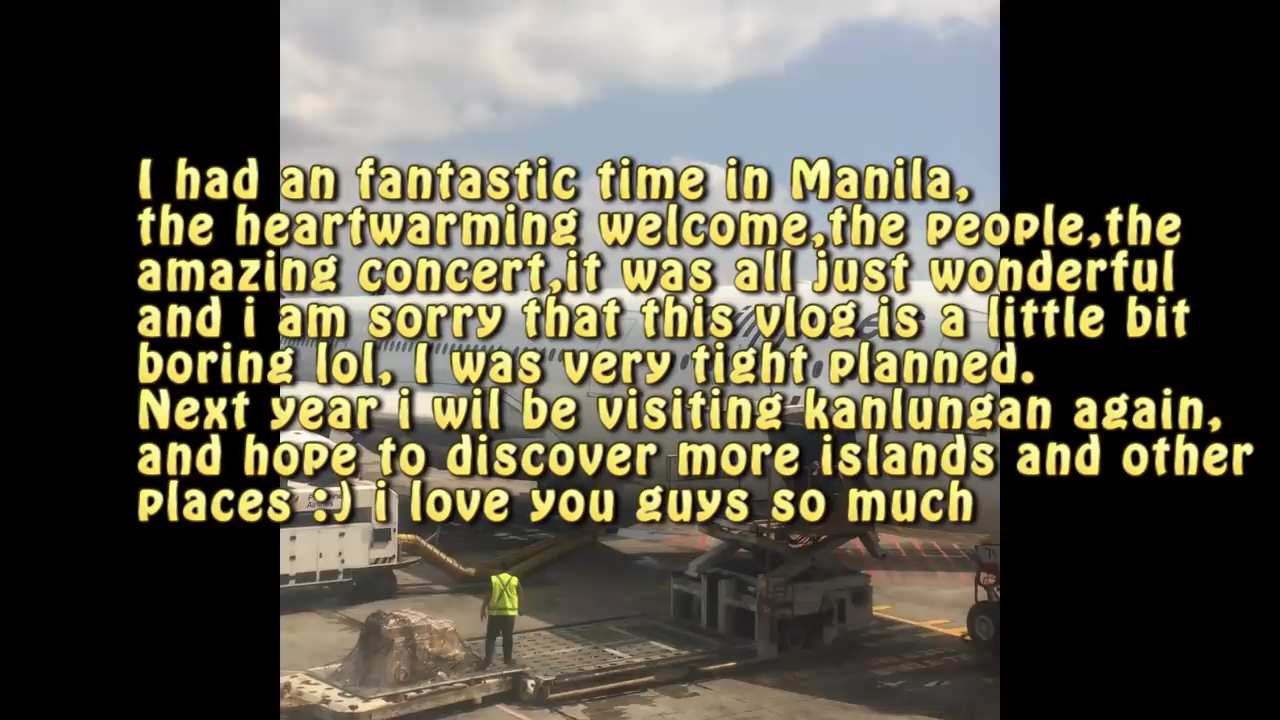 I had an fantastic time in Manila,
the heartwarming welcome,the people,the
amazing concert,it was all just wonderful
and i am sorry that this vlog is a little bit
boring lol, I was very tight planned.
Next year i wil be visiting kanlungan again,
and hope to discover more islands and other
places :) i love you guys so much
Airlines